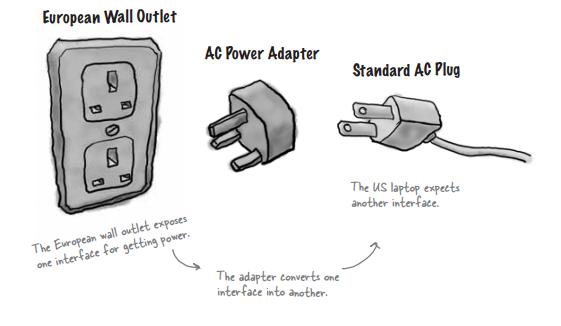 European Wall Outlet
AC Power Adapter
Standard AC Plug
The US laptop expects
another interface.
The European wall outlet exposes
one interface for getting power.
The adapter converts one
interface into another.